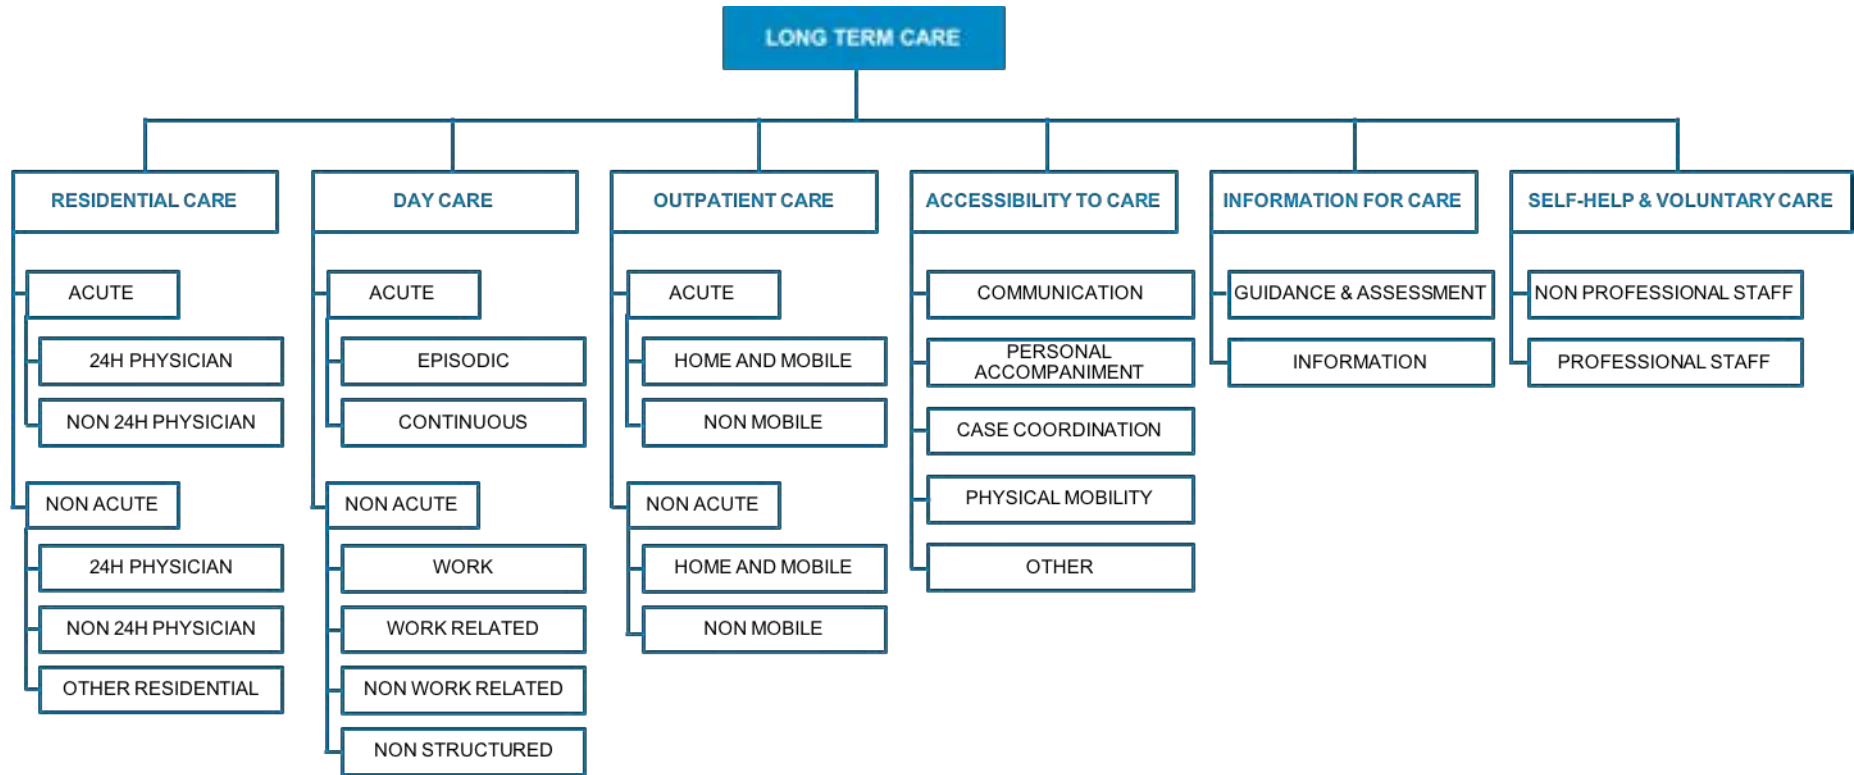 LONG TERM CARE
RESIDENTIAL CARE
ACUTE
24H PHYSICIAN
NON 24H PHYSICIAN
NON ACUTE
24H PHYSICIAN
NON 24H PHYSICIAN
OTHER RESIDENTIAL
DAY CARE
ACUTE
EPISODIC
CONTINUOUS
NON ACUTE
WORK
WORK RELATED
NON WORK RELATED
NON STRUCTURED
OUTPATIENT CARE
ACUTE
HOME AND MOBILE
NON MOBILE
NON ACUTE
HOME AND MOBILE
NON MOBILE
ACCESSIBILITY TO CARE
COMMUNICATION
PERSONAL
ACCOMPANIMENT
CASE COORDINATION
PHYSICAL MOBILITY
OTHER
INFORMATION FOR CARE
GUIDANCE & ASSESSMENT
INFORMATION
SELF-HELP & VOLUNTARY CARE
NON PROFESSIONAL STAFF
PROFESSIONAL STAFF